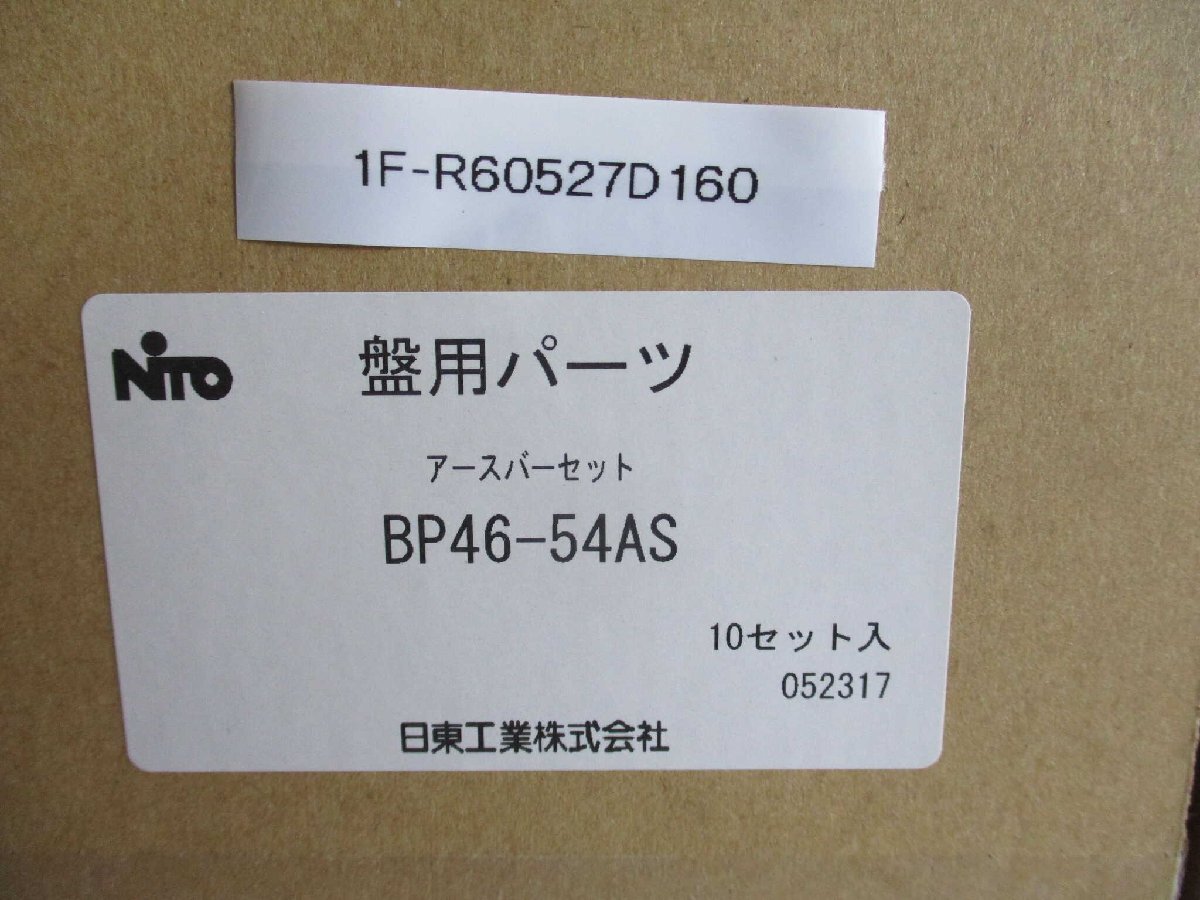 1F-R60527D160
NiTO
盤用パーツ
アースバーセット
BP46-54AS
10セット入
052317
日東工業株式会社